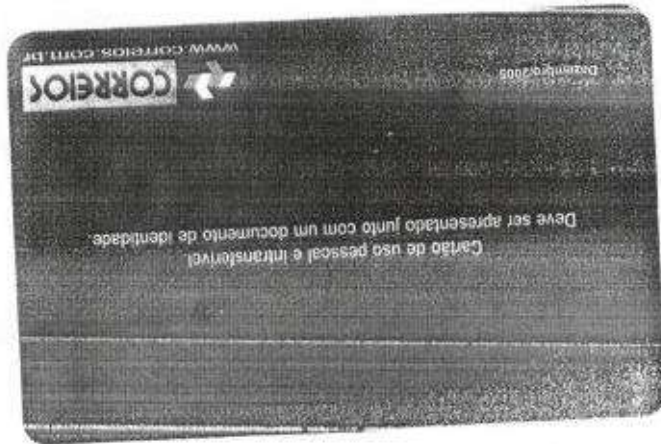 Cartão de uso pessoal e intransferível
Deve ser apresentado junto com um documento de identidade.
Dezembro/2005
CORREIOS
www.correios.com.br